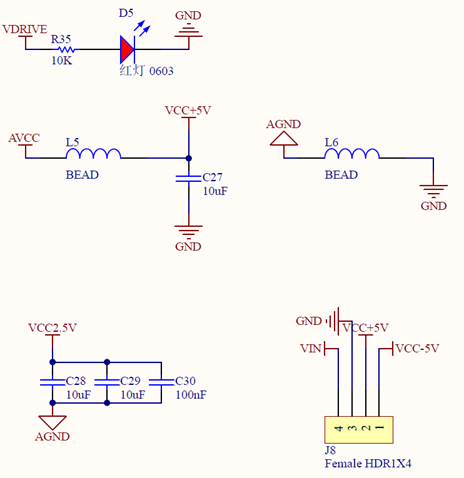 D5
GND
VDRIVE
R35
10K
红灯 0603
VCC+5V
AVCC
L5
BEAD
C27
10uF
GND
AGND
L6
BEAD
GND
VCC2.5V
C28
10uF
C29
10uF
C30
100nF
AGND
GND
VCC+5V
VIN
VCC-5V
4
3
2
1
J8
Female HDR1X4